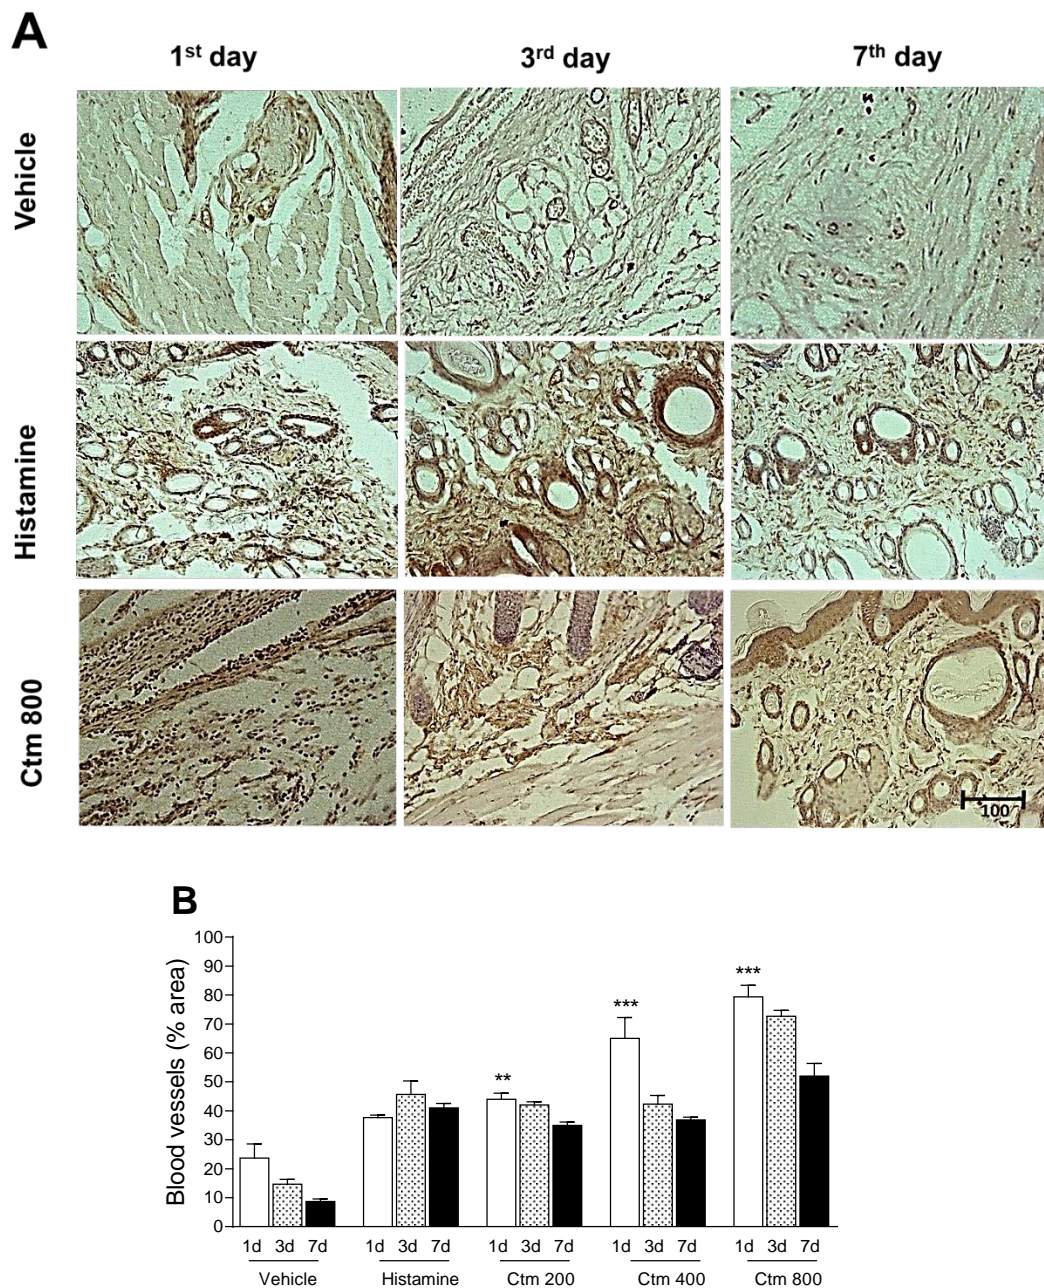 A
1st day 3rd day 7th day
Vehicle
Histamine
Ctm 800
100
B
Blood vessels (% area)
100
90
80
70
60
50
40
30
20
10
0
**
***
***
1d 3d 7d 1d 3d 7d 1d 3d 7d 1d 3d 7d 1d 3d 7d
Vehicle Histamine Ctm 200 Ctm 400 Ctm 800